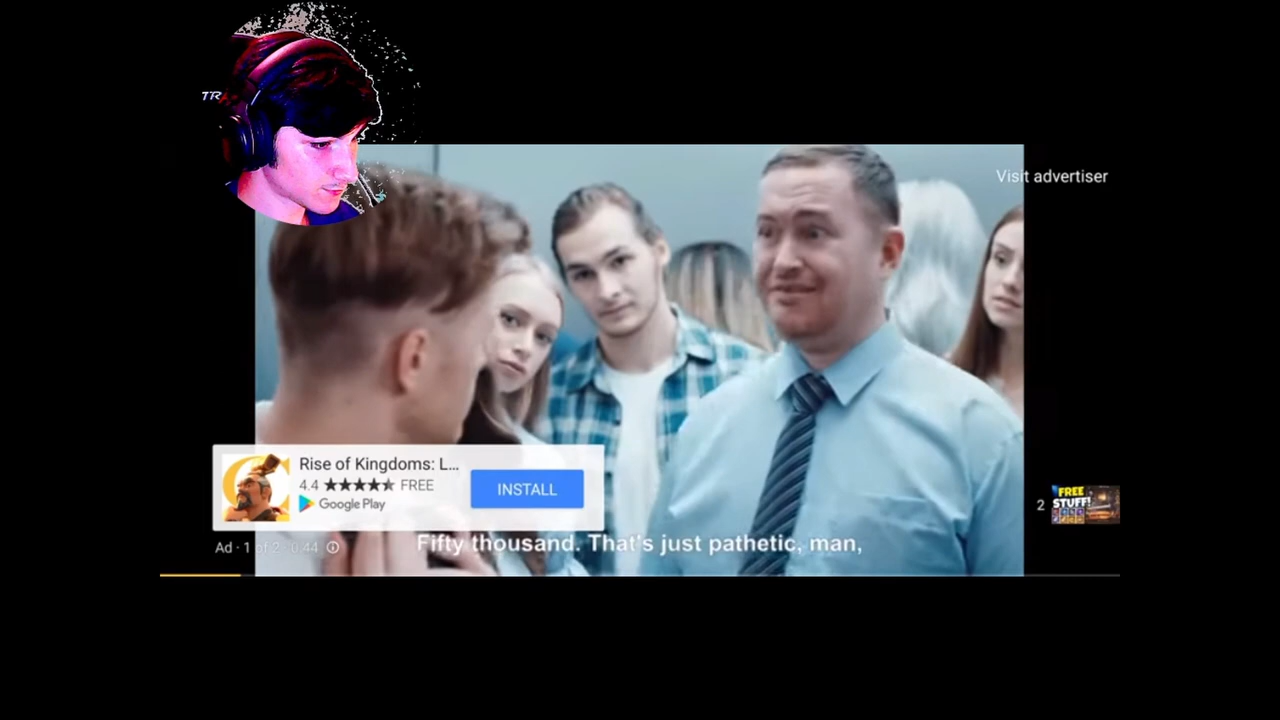 TR
Visit advertiser
Rise of Kingdoms: L...
4.4 FREE
Google Play
INSTALL
2
FREE
STUFF!
Ad · 1 of 2 · 0:44
Fifty thousand. That's just pathetic, man,